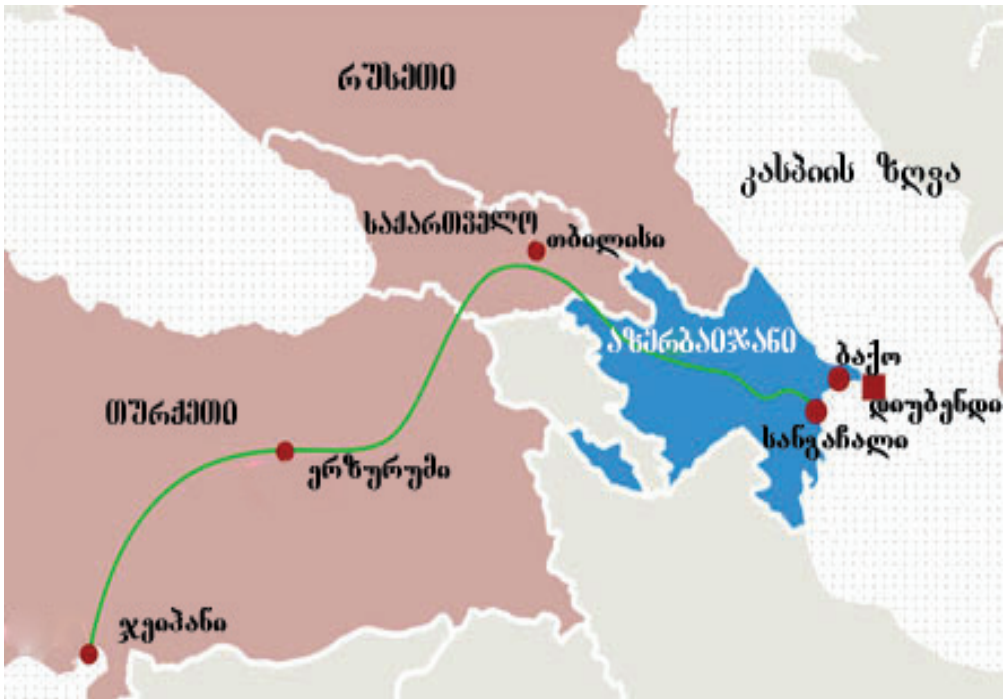 რუსეთი
კასპიის ზღვა
საქართველო
თბილისი
აზერბაიჯანი
ბაქო
დიუბენდი
სანგაჩალი
თურქეთი
ერზურუმი
ჯეიჰანი